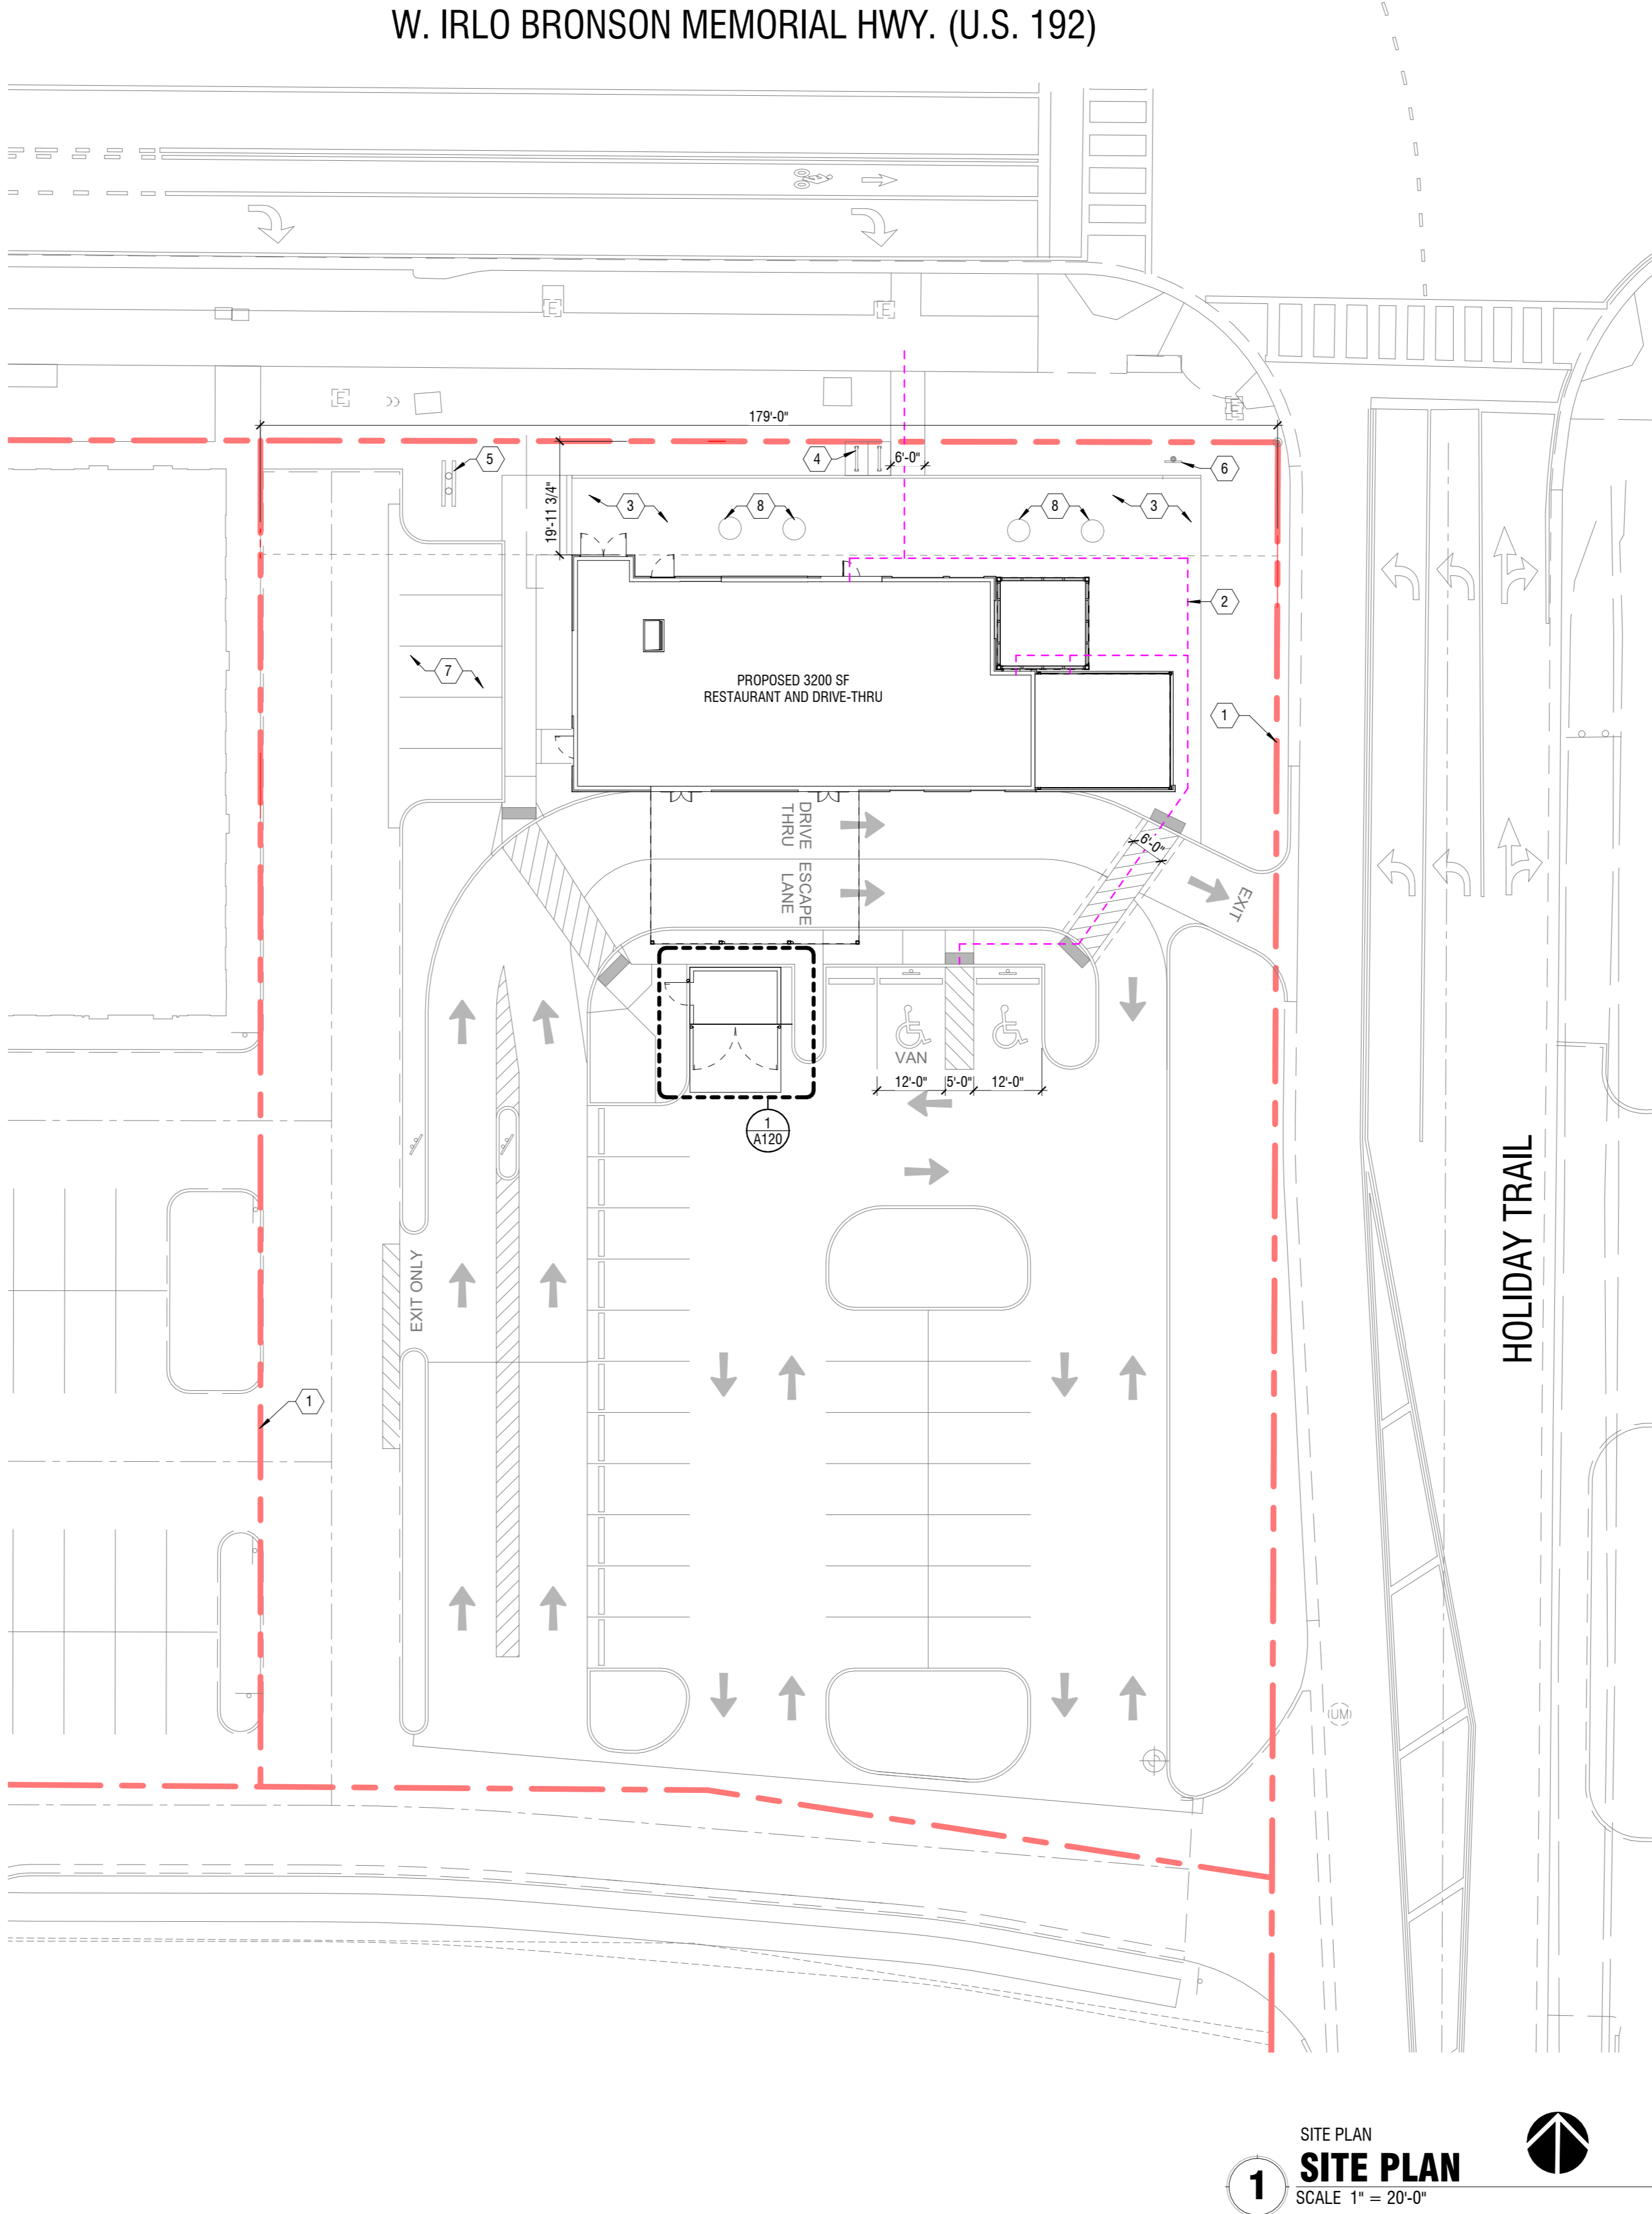 W. IRLO BRONSON MEMORIAL HWY. (U.S. 192)
E
E
E
E
179'-0"
5
4
6'-0"
6
19'-11 3/4"
3
8
8
3
2
7
PROPOSED 3200 SF
RESTAURANT AND DRIVE-THRU
1
DRIVE
THRU
6'-0"
ESCAPE
LANE
EXIT
VAN
12'-0"
5'-0"
12'-0"
1
A120
HOLIDAY TRAIL
EXIT ONLY
1
UM
SITE PLAN
1
SITE PLAN
SCALE 1" = 20'-0"